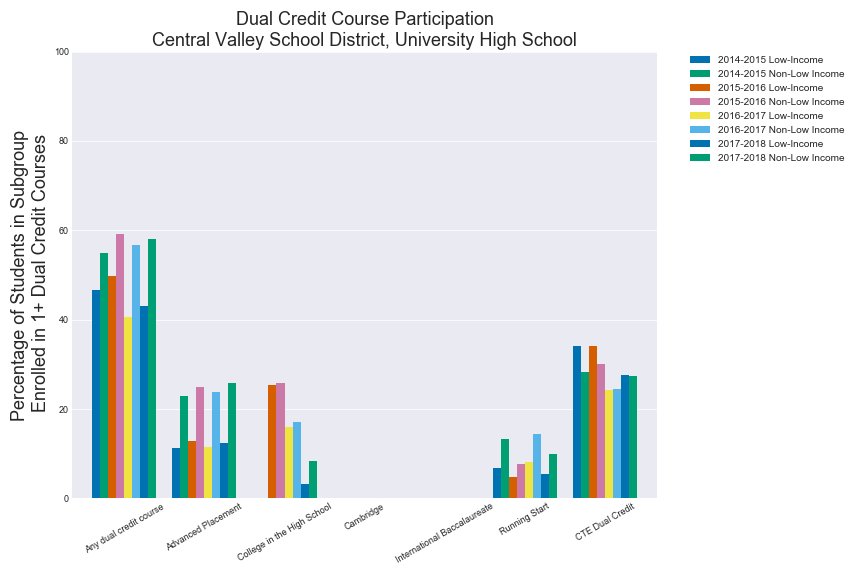 Dual Credit Course Participation
Central Valley School District, University High School
Percentage of Students in Subgroup
Enrolled in 1+ Dual Credit Courses
100
80
60
40
20
0
Any dual credit course
Advanced Placement
College in the High School
Cambridge
International Baccalaureate
Running Start
CTE Dual Credit
2014-2015 Low-Income
2014-2015 Non-Low Income
2015-2016 Low-Income
2015-2016 Non-Low Income
2016-2017 Low-Income
2016-2017 Non-Low Income
2017-2018 Low-Income
2017-2018 Non-Low Income